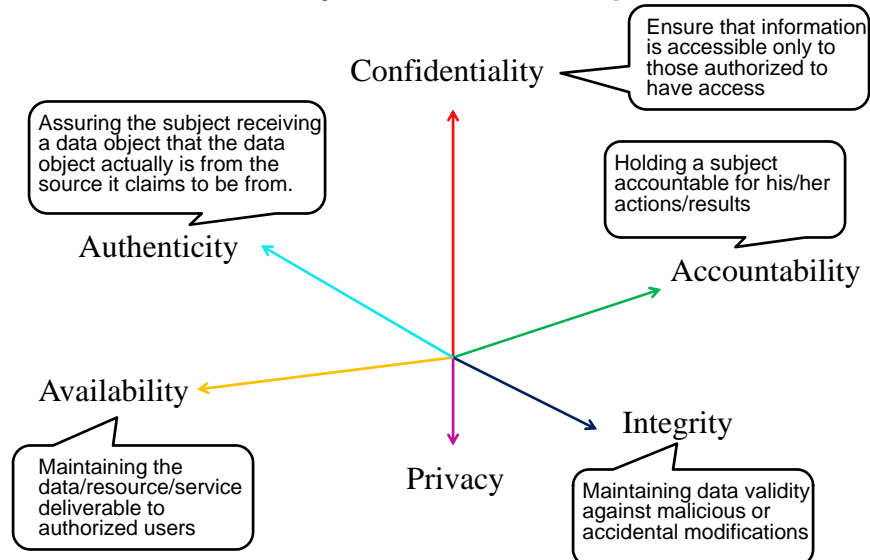 Ensure that information
is accessible only to
those authorized to
have access
Confidentiality
Assuring the subject receiving
a data object that the data
object actually is from the
source it claims to be from.
Authenticity
Holding a subject
accountable for his/her
actions/results
Accountability
Availability
Maintaining the
data/resource/service
deliverable to
authorized users
Privacy
Integrity
Maintaining data validity
against malicious or
accidental modifications